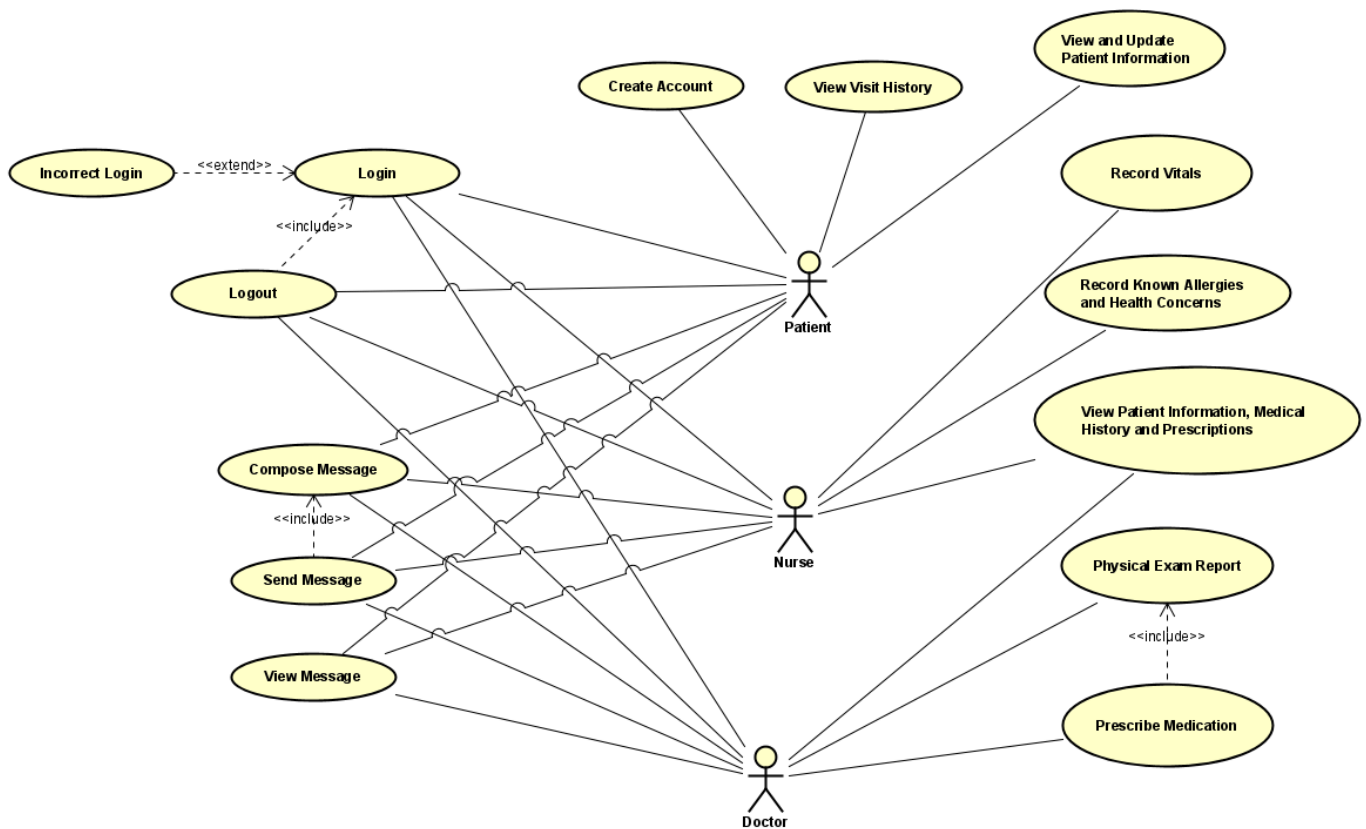 View and Update
Patient Information
Create Account
View Visit History
Incorrect Login
<<extend>>
Login
Record Vitals
<<include>>
Logout
Record Known Allergies
and Health Concerns
Patient
View Patient Information, Medical
History and Prescriptions
Compose Message
<<include>>
Nurse
Send Message
Physical Exam Report
<<include>>
View Message
Prescribe Medication
Doctor